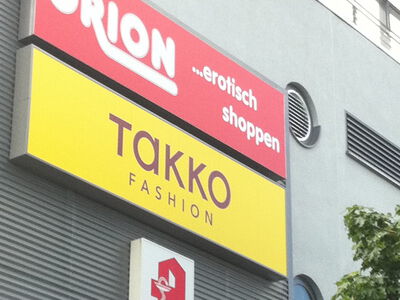 ORION
...erotisch
shoppen
TaKKO
FASHION